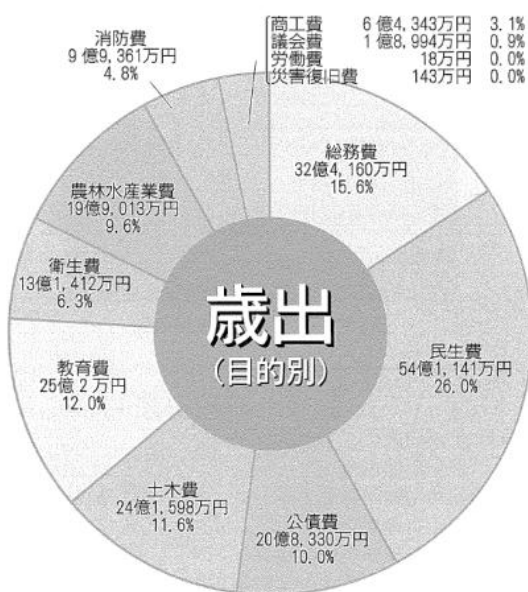 商工費 6億4,343万円 3.1%
議会費 1億8,994万円 0.9%
労働費 18万円 0.0%
災害復旧費 143万円 0.0%
消防費
9億9,361万円
4.8%
総務費
32億4,160万円
15.6%
農林水産業費
19億9,013万円
9.6%
衛生費
13億1,412万円
6.3%
歳出
(目的別)
民生費
54億1,141万円
26.0%
教育費
25億2万円
12.0%
土木費
24億1,598万円
11.6%
公債費
20億8,330万円
10.0%